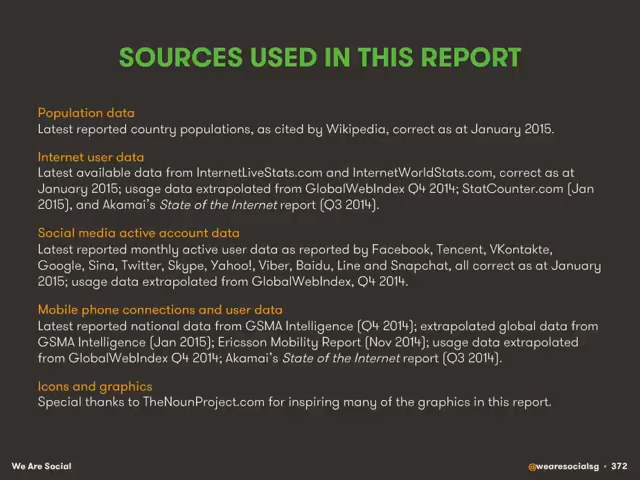 SOURCES USED IN THIS REPORT
Population data
Latest reported country populations, as cited by Wikipedia, correct as at January 2015.
Internet user data
Latest available data from InternetLiveStats.com and InternetWorldStats.com, correct as at
January 2015; usage data extrapolated from GlobalWebIndex Q4 2014; StatCounter.com (Jan
2015), and Akamai's State of the Internet report (Q3 2014).
Social media active account data
Latest reported monthly active user data as reported by Facebook, Tencent, VKontakte,
Google, Sina, Twitter, Skype, Yahoo!, Viber, Baidu, Line and Snapchat, all correct as at January
2015; usage data extrapolated from GlobalWebIndex, Q4 2014.
Mobile phone connections and user data
Latest reported national data from GSMA Intelligence (Q4 2014); extrapolated global data from
GSMA Intelligence (Jan 2015); Ericsson Mobility Report (Nov 2014); usage data extrapolated
from GlobalWebIndex Q4 2014; Akamai's State of the Internet report (Q3 2014).
Icons and graphics
Special thanks to TheNounProject.com for inspiring many of the graphics in this report.
We Are Social @wearesocialsg • 372